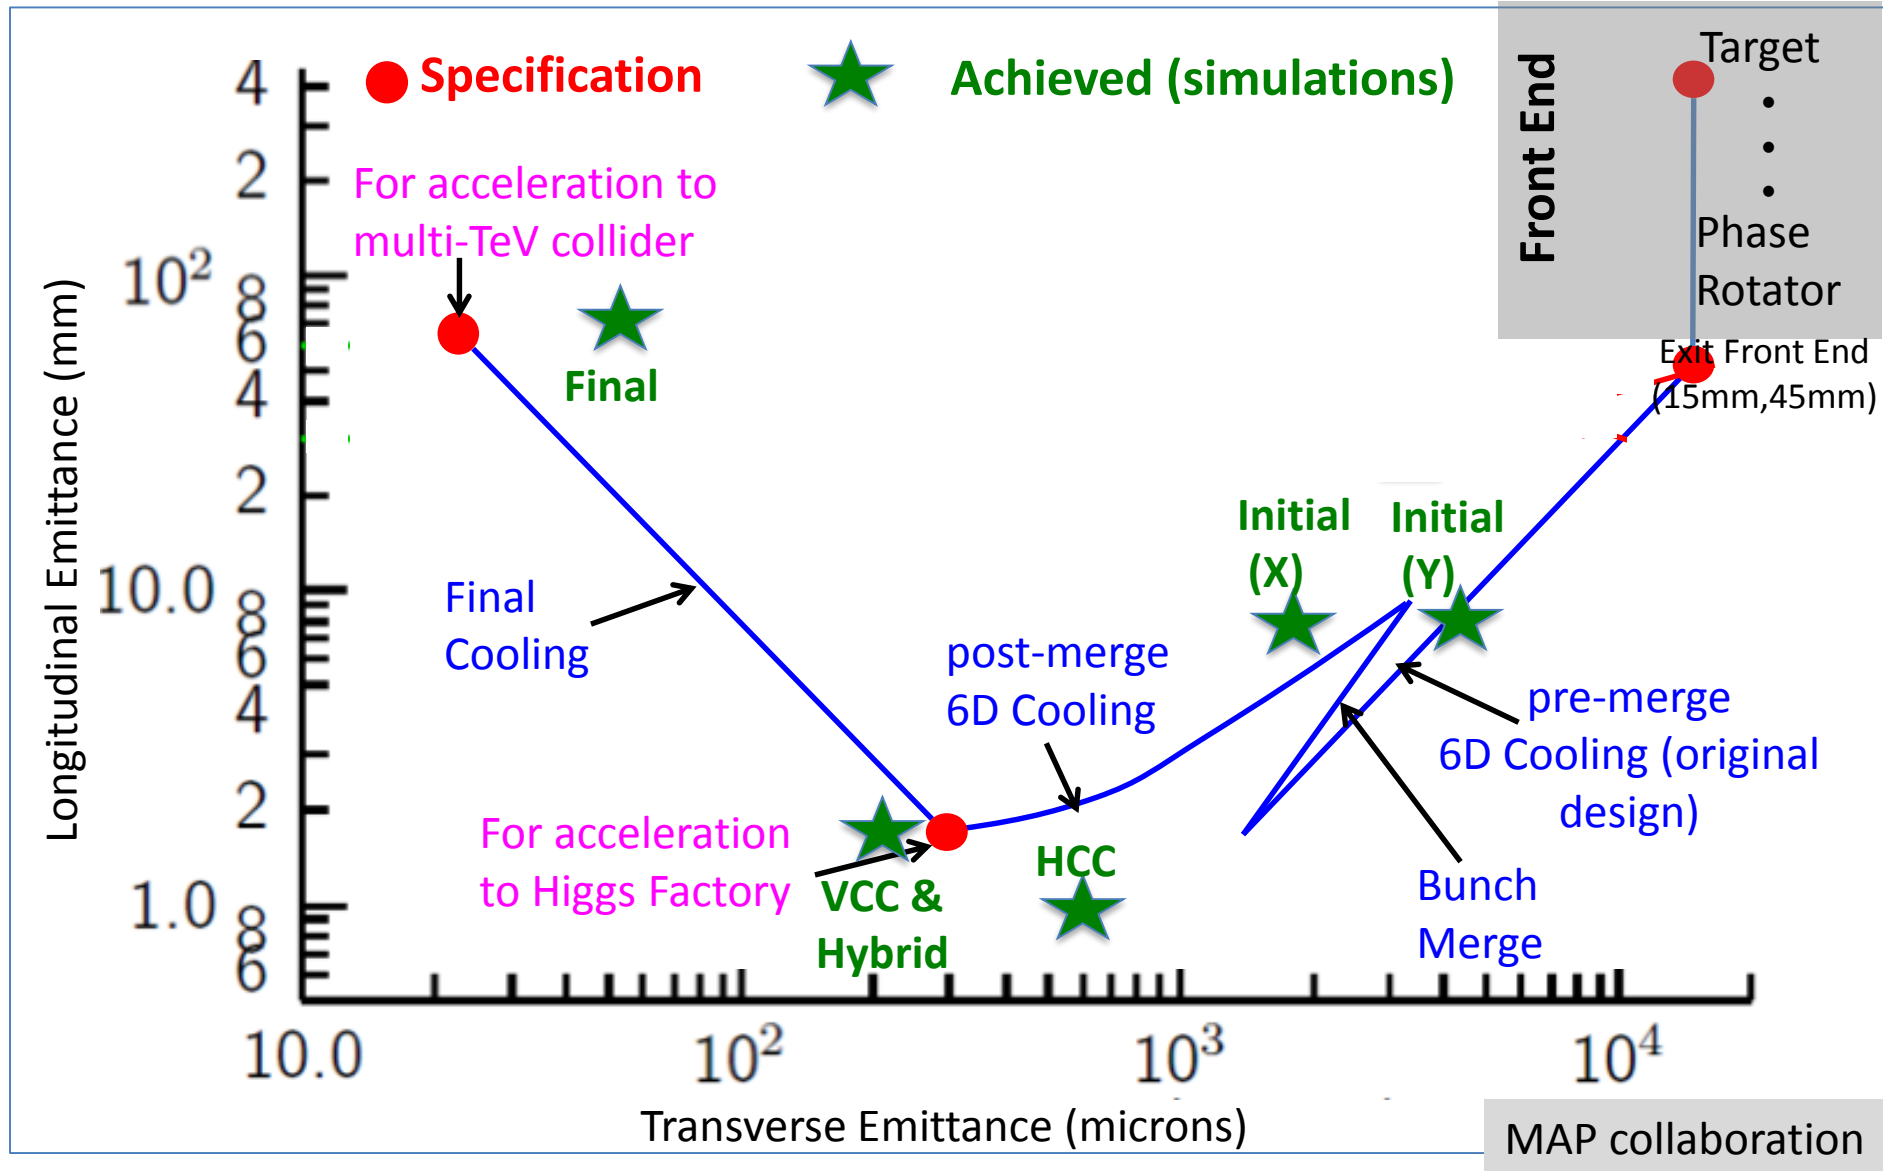 Specification
Achieved (simulations)
Front End
Target
Phase
Rotator
Exit Front End
(15mm,45mm)
For acceleration to
multi-TeV collider
Final
Initial
(X)
Initial
(Y)
Final
Cooling
post-merge
6D Cooling
pre-merge
6D Cooling (original
design)
For acceleration
to Higgs Factory
VCC &
Hybrid
HCC
Bunch
Merge
Longitudinal Emittance (mm)
4
2
10²
8
6
4
2
10.0
8
6
4
2
1.0
8
6
10.0
10²
10³
10⁴
Transverse Emittance (microns)
MAP collaboration